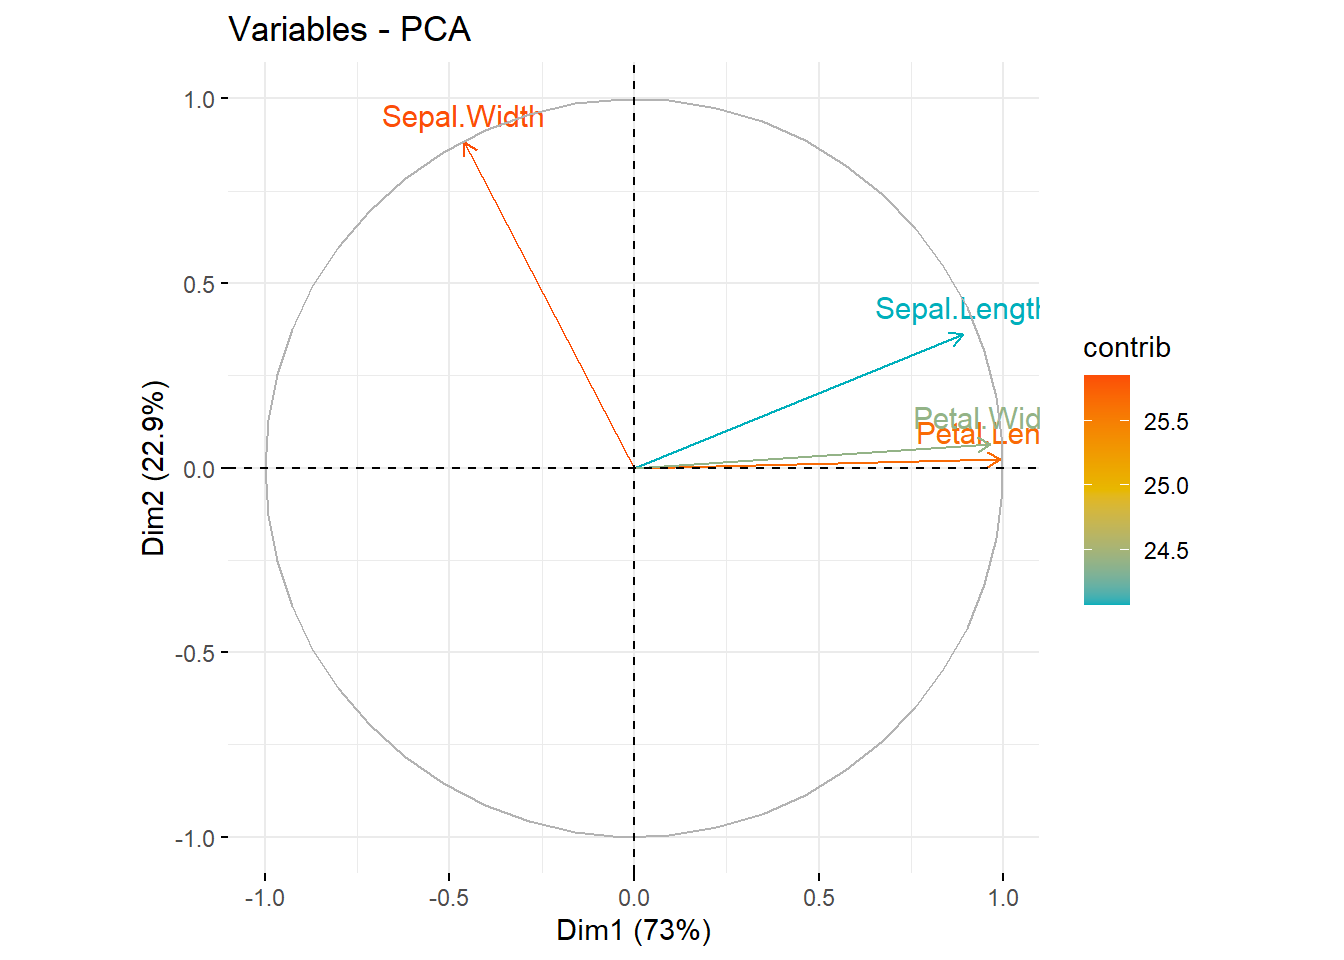 Variables - PCA
1.0
0.5
0.0
-0.5
-1.0
Dim2 (22.9%)
Sepal.Width
Sepal.Length
Petal.Wid
Petal.Len
-1.0
-0.5
0.0
0.5
1.0
Dim1 (73%)
contrib
25.5
25.0
24.5